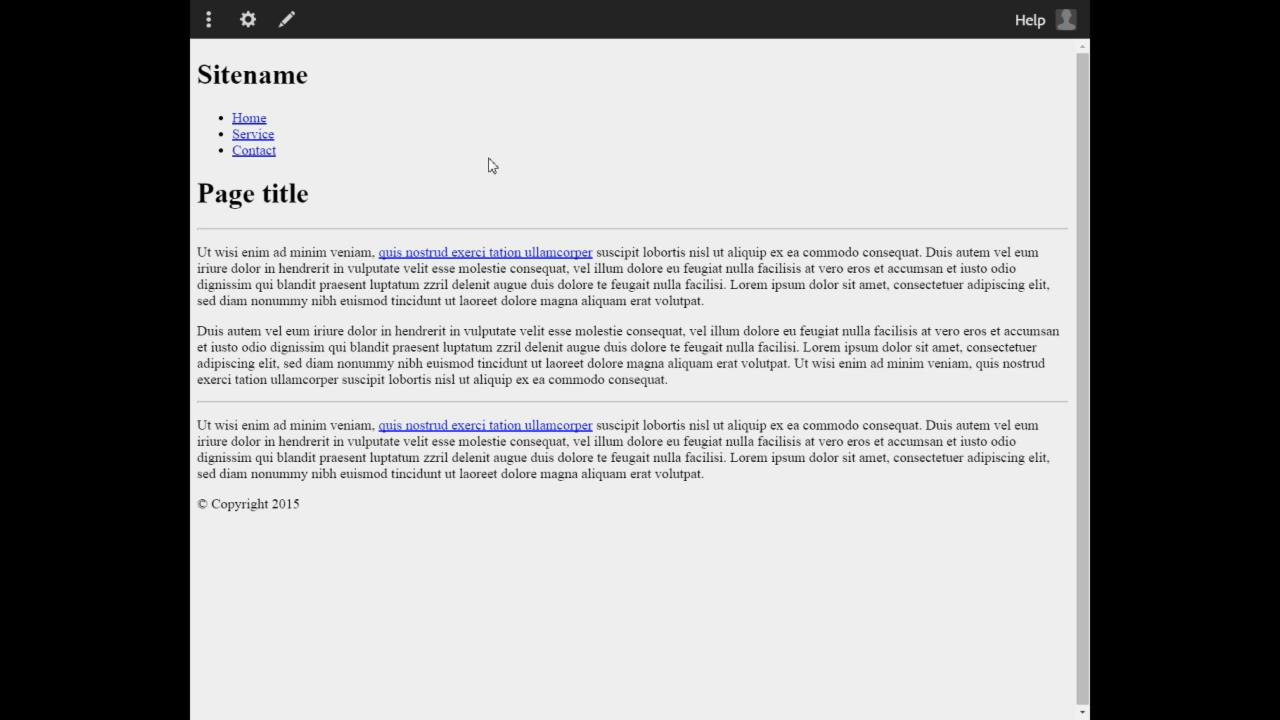 Help
Sitename
Home
Service
Contact
Page title
Ut wisi enim ad minim veniam, quis nostrud exerci tation ullamcorper suscipit lobortis nisl ut aliquip ex ea commodo consequat. Duis autem vel eum
iriure dolor in hendrerit in vulputate velit esse molestie consequat, vel illum dolore eu feugiat nulla facilisis at vero eros et accumsan et iusto odio
dignissim qui blandit praesent luptatum zzril delenit augue duis dolore te feugait nulla facilisi. Lorem ipsum dolor sit amet, consectetuer adipiscing elit,
sed diam nonummy nibh euismod tincidunt ut laoreet dolore magna aliquam erat volutpat.
Duis autem vel eum iriure dolor in hendrerit in vulputate velit esse molestie consequat, vel illum dolore eu feugiat nulla facilisis at vero eros et accumsan
et iusto odio dignissim qui blandit praesent luptatum zzril delenit augue duis dolore te feugait nulla facilisi. Lorem ipsum dolor sit amet, consectetuer
adipiscing elit, sed diam nonummy nibh euismod tincidunt ut laoreet dolore magna aliquam erat volutpat. Ut wisi enim ad minim veniam, quis nostrud
exerci tation ullamcorper suscipit lobortis nisl ut aliquip ex ea commodo consequat.
Ut wisi enim ad minim veniam, quis nostrud exerci tation ullamcorper suscipit lobortis nisl ut aliquip ex ea commodo consequat. Duis autem vel eum
iriure dolor in hendrerit in vulputate velit esse molestie consequat, vel illum dolore eu feugiat nulla facilisis at vero eros et accumsan et iusto odio
dignissim qui blandit praesent luptatum zzril delenit augue duis dolore te feugait nulla facilisi. Lorem ipsum dolor sit amet, consectetuer adipiscing elit,
sed diam nonummy nibh euismod tincidunt ut laoreet dolore magna aliquam erat volutpat.
© Copyright 2015